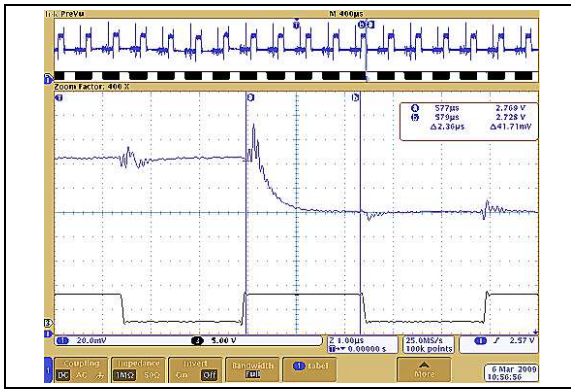 PreVu
M 400µs
Zoom Factor: 400 X
a 577µs 2.769 V
b 579µs 2.728 V
Δ2.36µs Δ41.71mV
1 20.0mV 3 5.00 V Z 1.00µs 25.0MS/s 1 2.57 V
0.00000 s 100k points
Coupling Impedance Invert Bandwidth 1 Label
DC AC 1MΩ 50Ω On Off Full More
6 Mar 2009
10:56:56